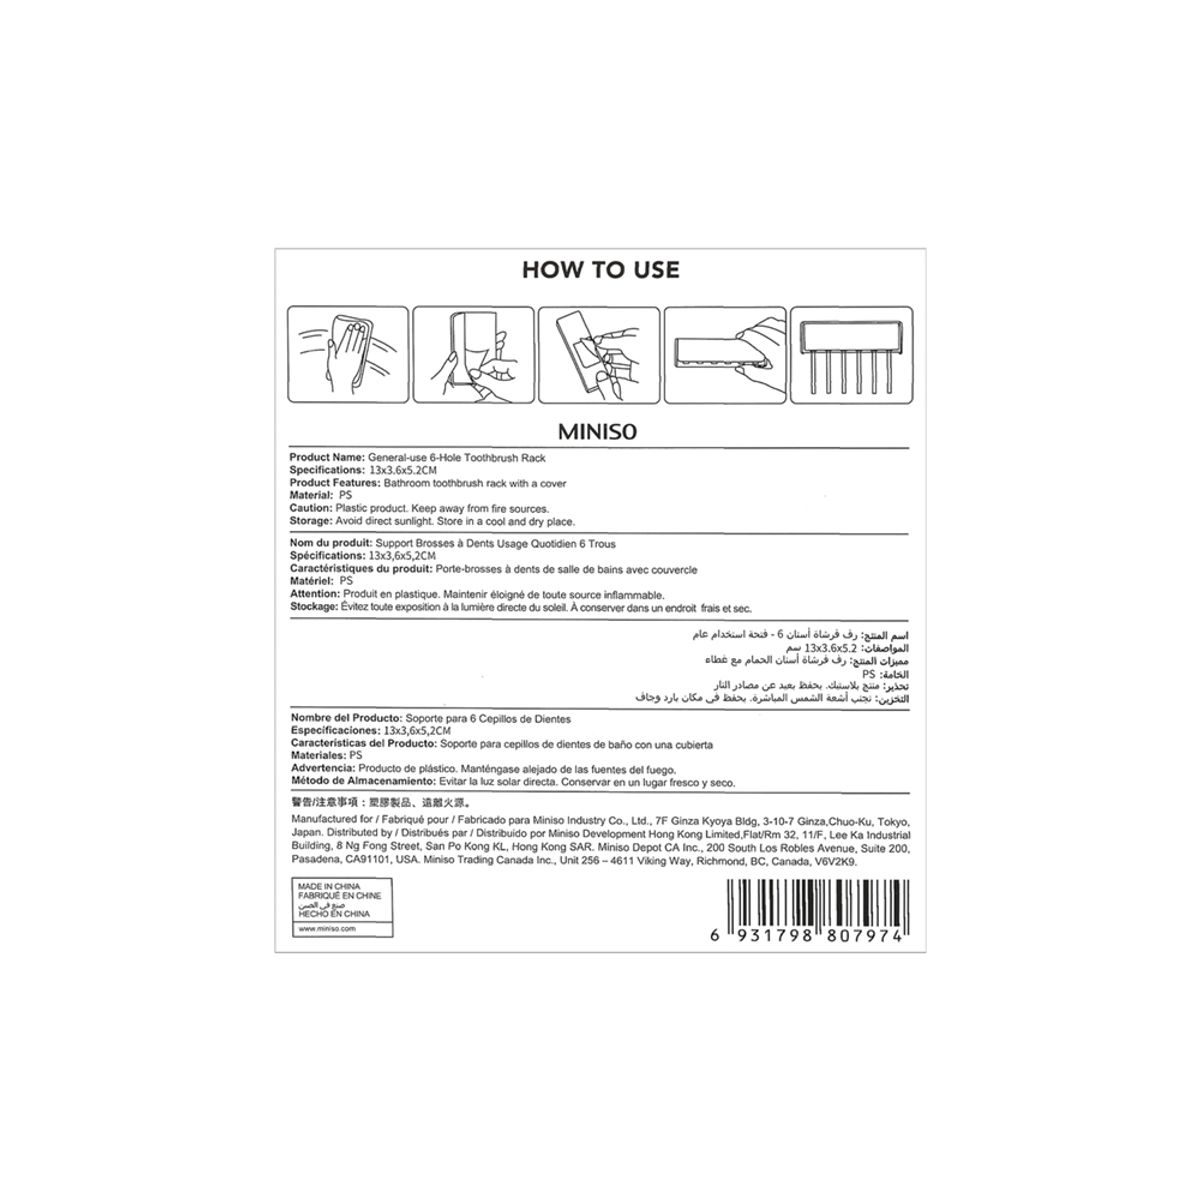 HOW TO USE
MINISO
Product Name: General-use 6-Hole Toothbrush Rack
Specifications: 13x3.6x5.2CM
Product Features: Bathroom toothbrush rack with a cover
Material: PS
Caution: Plastic product. Keep away from fire sources.
Storage: Avoid direct sunlight. Store in a cool and dry place.
Nom du produit: Support Brosses à Dents Usage Quotidien 6 Trous
Spécifications: 13x3,6x5,2CM
Caractéristiques du produit: Porte-brosses à dents de salle de bains avec couvercle
Matériel: PS
Attention: Produit en plastique. Maintenir éloigné de toute source inflammable.
Stockage: Évitez toute exposition à la lumière directe du soleil. À conserver dans un endroit frais et sec.
اسم المنتج: رف فرشاة أسنان 6 - فتحة استخدام عام
المواصفات: 13x3.6x5.2 سم
مميزات المنتج: رف فرشاة أسنان الحمام مع غطاء
الخامة: PS
تحذير: منتج بلاستيك. يحفظ بعيد عن مصادر النار
التخزين: تجنب أشعة الشمس المباشرة. يحفظ في مكان بارد وجاف
Nombre del Producto: Soporte para 6 Cepillos de Dientes
Especificaciones: 13x3,6x5,2CM
Características del Producto: Soporte para cepillos de dientes de baño con una cubierta
Materiales: PS
Advertencia: Producto de plástico. Manténgase alejado de las fuentes del fuego.
Método de Almacenamiento: Evitar la luz solar directa. Conservar en un lugar fresco y seco.
警告/注意事項：塑膠製品、遠離火源。
Manufactured for / Fabriqué pour / Fabricado para Miniso Industry Co., Ltd., 7F Ginza Kyoya Bldg, 3-10-7 Ginza,Chuo-Ku, Tokyo,
Japan. Distributed by / Distribués par / Distribuido por Miniso Development Hong Kong Limited,Flat/Rm 32, 11/F, Lee Ka Industrial
Building, 8 Ng Fong Street, San Po Kong KL, Hong Kong SAR. Miniso Depot CA Inc., 200 South Los Robles Avenue, Suite 200,
Pasadena, CA91101, USA. Miniso Trading Canada Inc., Unit 256 – 4611 Viking Way, Richmond, BC, Canada, V6V2K9.
MADE IN CHINA
FABRIQUÉ EN CHINE
صنع في الصين
HECHO EN CHINA
www.miniso.com
6 931798 807974